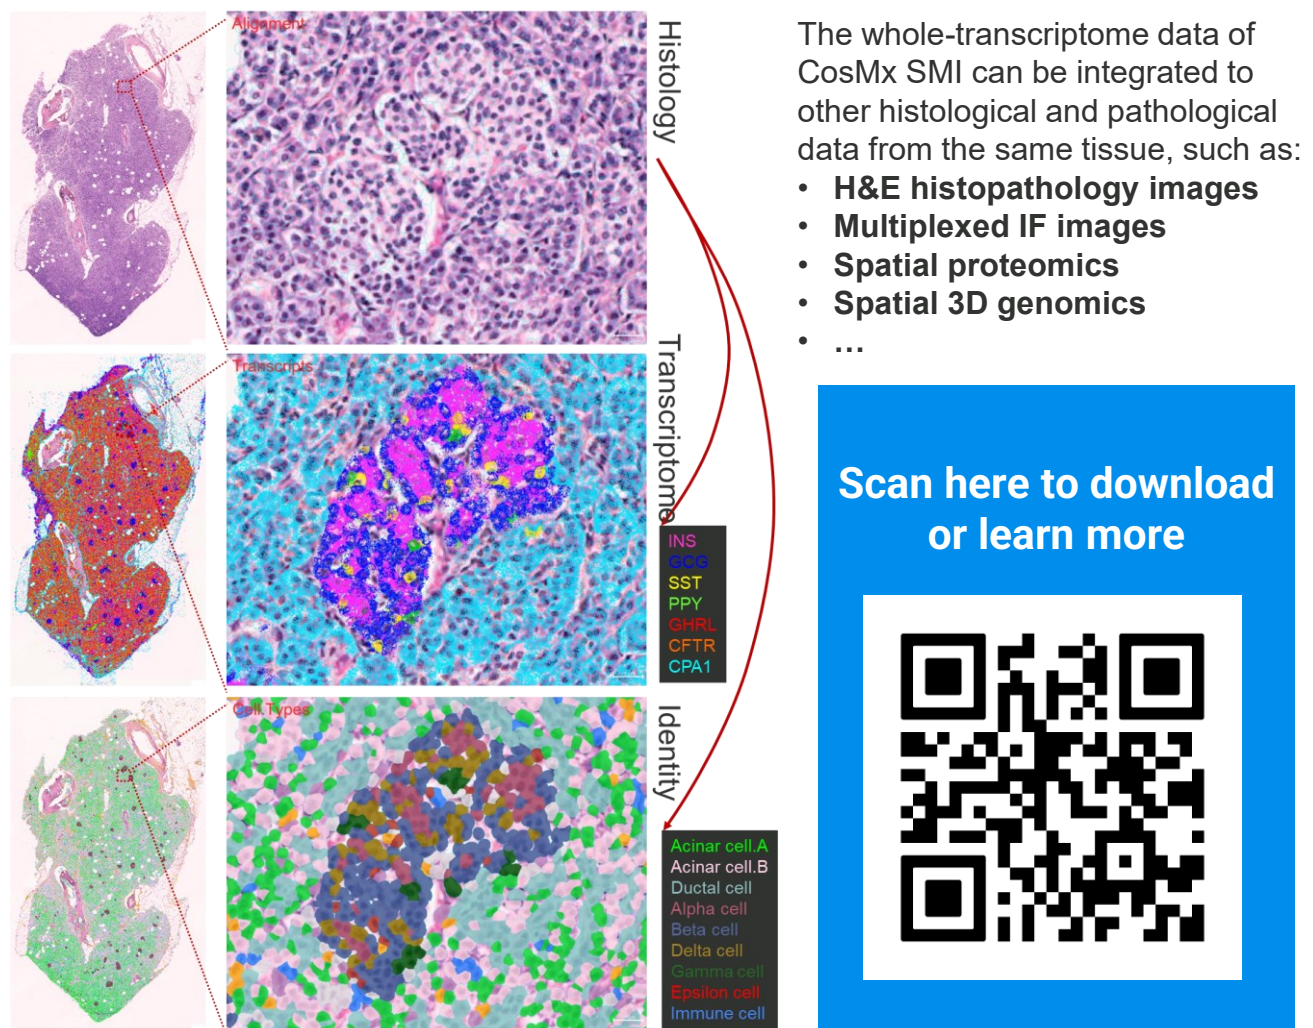 Alignment
Histology
Transcripts
Transcriptome
INS
GCG
SST
PPY
GHRL
CFTR
CPA1
Cell.Types
Identity
Acinar cell.A
Acinar cell.B
Ductal cell
Alpha cell
Beta cell
Delta cell
Gamma cell
Epsilon cell
Immune cell
The whole-transcriptome data of
CosMx SMI can be integrated to
other histological and pathological
data from the same tissue, such as:
• H&E histopathology images
• Multiplexed IF images
• Spatial proteomics
• Spatial 3D genomics
• ...
Scan here to download
or learn more